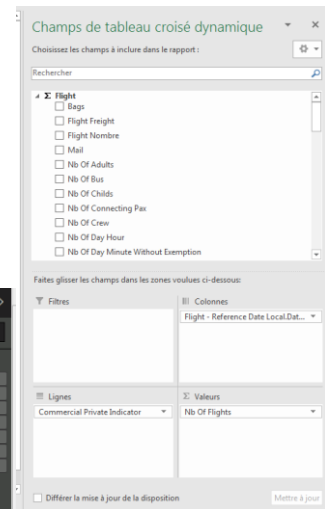 Champs de tableau croisé dynamique
Choisissez les champs à inclure dans le rapport :
Rechercher
Σ Flight
Bags
Flight Freight
Flight Nombre
Mail
Nb Of Adults
Nb Of Bus
Nb Of Childs
Nb Of Connecting Pax
Nb Of Crew
Nb Of Day Hour
Nb Of Day Minute Without Exemption
Faites glisser les champs dans les zones voulues ci-dessous:
Filtres
Colonnes
Flight - Reference Date Local.Dat...
Lignes
Σ Valeurs
Commercial Private Indicator
Nb Of Flights
Différer la mise à jour de la disposition
Mettre à jour